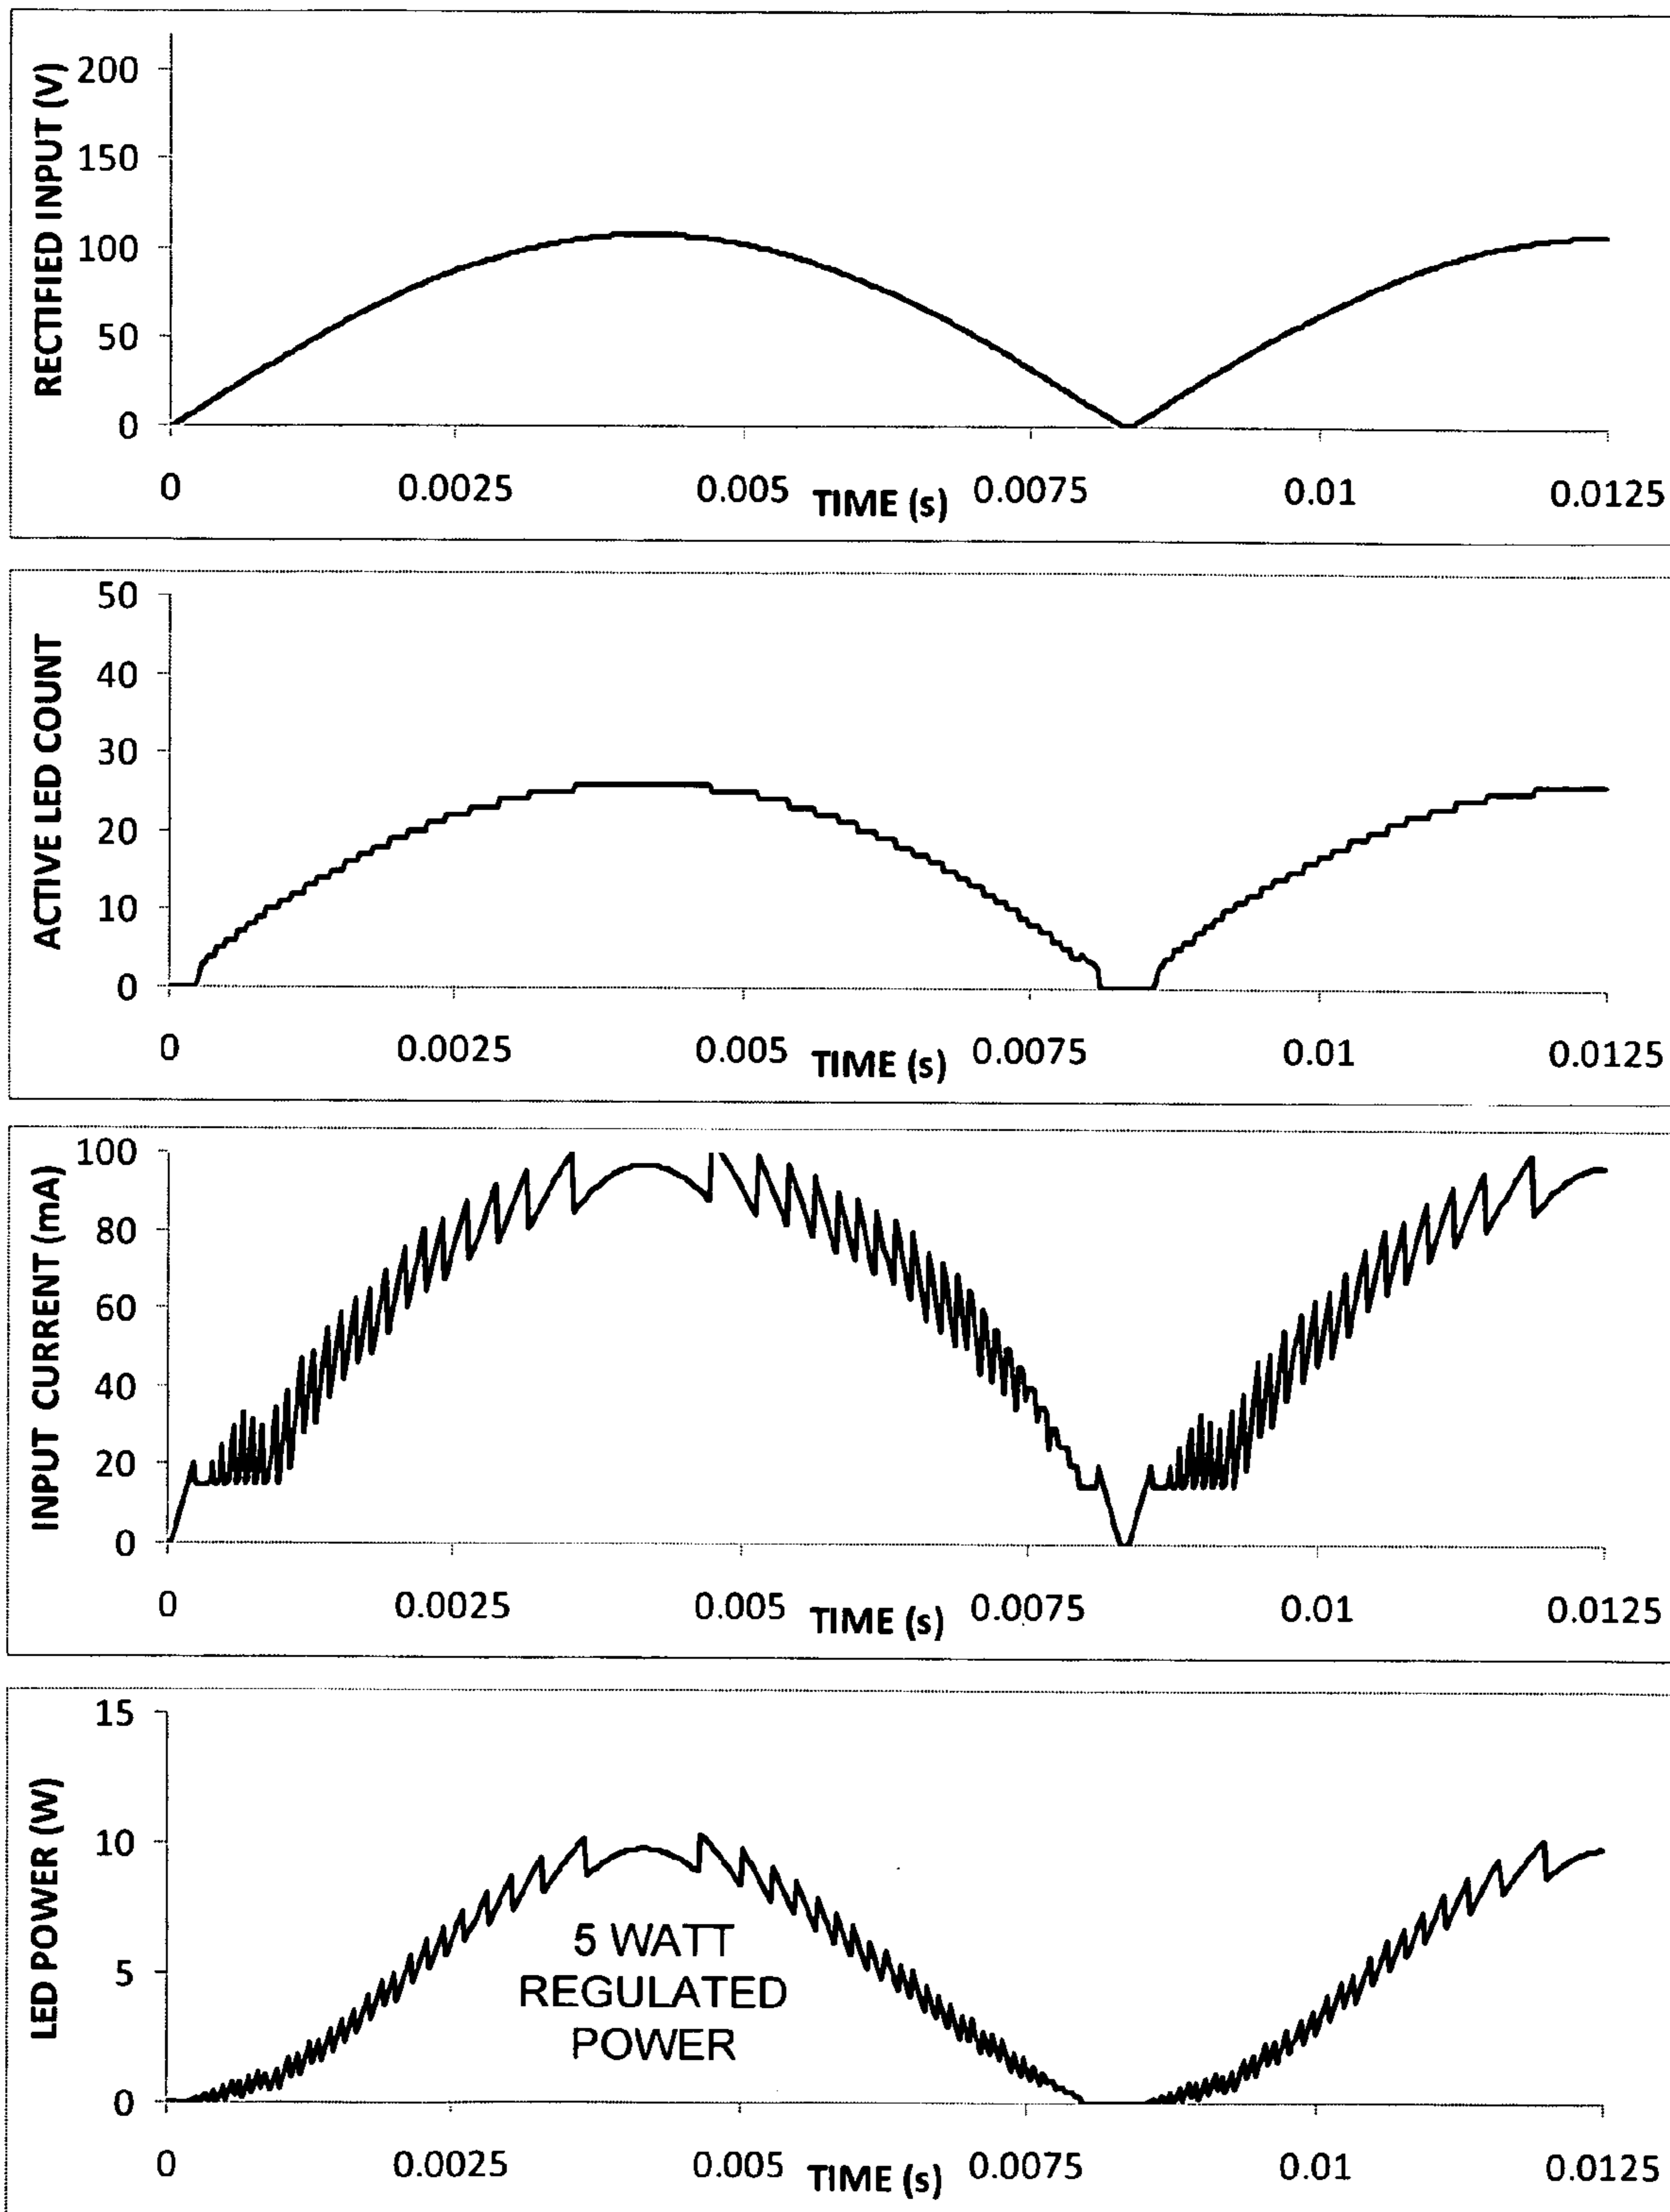 RECTIFIED INPUT (V)
200
150
100
50
0
0 0.0025 0.005 0.0075 0.01 0.0125
TIME (s)
ACTIVE LED COUNT
50
40
30
20
10
0
0 0.0025 0.005 0.0075 0.01 0.0125
TIME (s)
INPUT CURRENT (mA)
100
80
60
40
20
0
0 0.0025 0.005 0.0075 0.01 0.0125
TIME (s)
LED POWER (W)
15
10
5
0
5 WATT
REGULATED
POWER
0 0.0025 0.005 0.0075 0.01 0.0125
TIME (s)